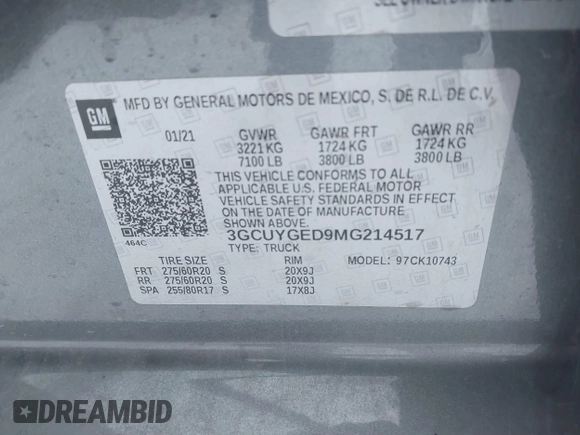 GM
MFD BY GENERAL MOTORS DE MEXICO, S. DE R.L. DE C.V.
01/21 GVWR GAWR FRT GAWR RR
3221 KG 1724 KG 1724 KG
7100 LB 3800 LB 3800 LB
THIS VEHICLE CONFORMS TO ALL
APPLICABLE U.S. FEDERAL MOTOR
VEHICLE SAFETY STANDARDS IN EFFECT
ON THE DATE OF MANUFACTURE
SHOWN ABOVE.
464C 3GCUYGED9MG214517
TYPE: TRUCK
TIRE SIZE RIM MODEL: 97CK10743
FRT 275/60R20 S 20X9J
RR 275/60R20 S 20X9J
SPA 255/80R17 S 17X8J
DREAMBID